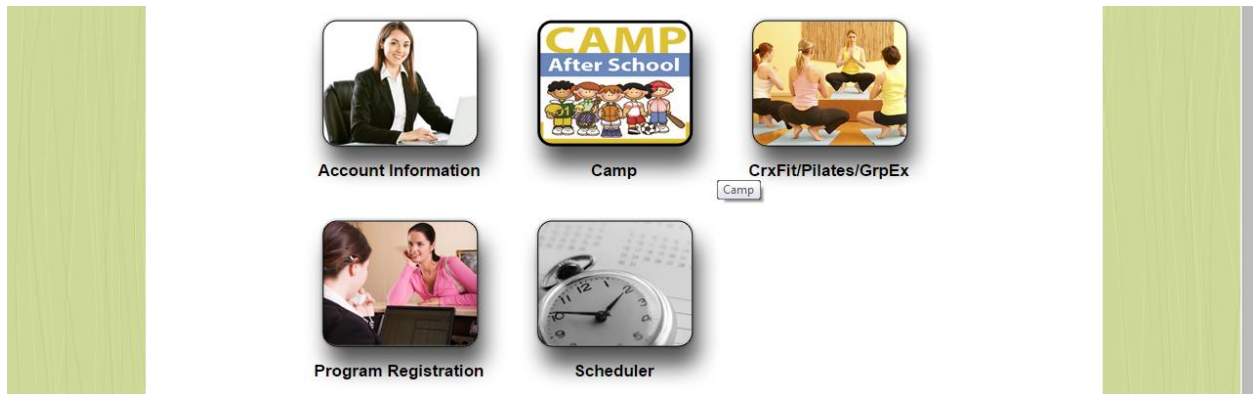 CAMP
After School
Account Information
Camp
CrxFit/Pilates/GrpEx
Camp
Program Registration
Scheduler